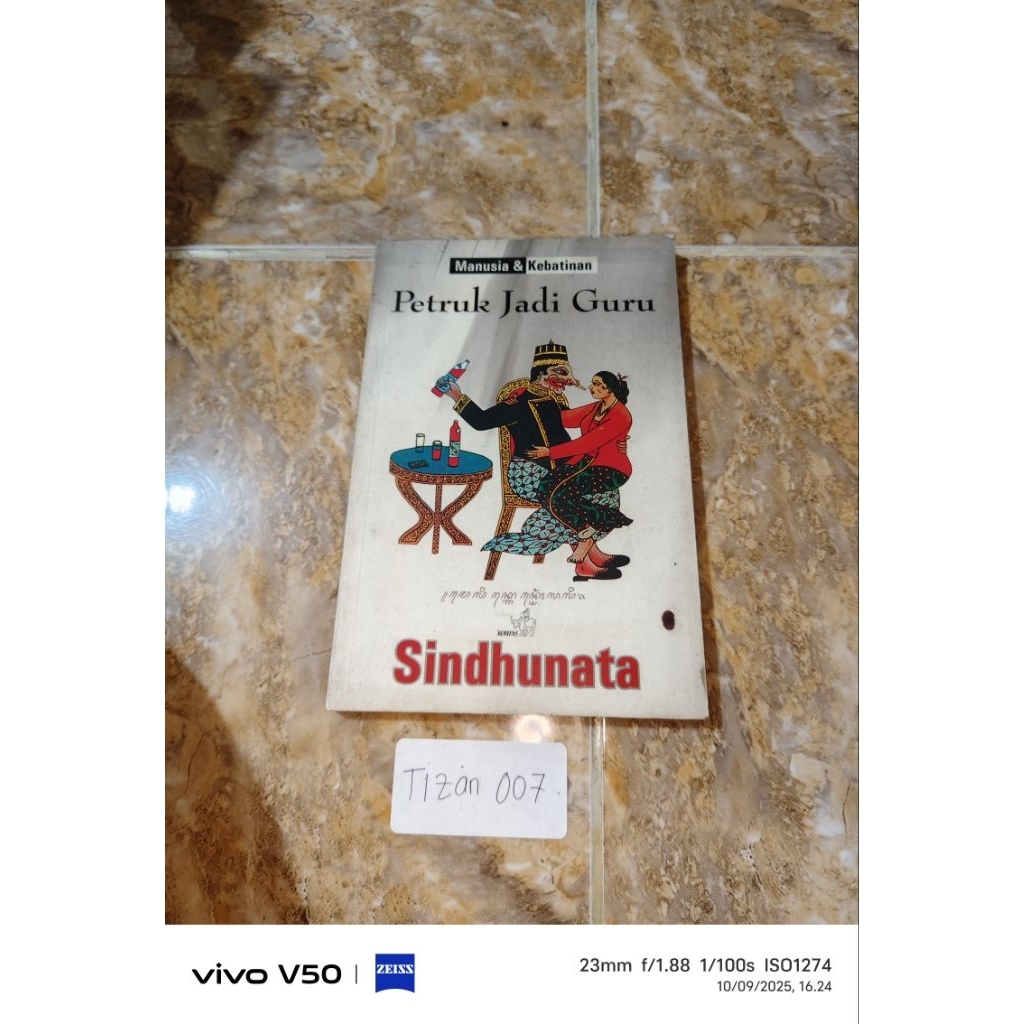 Manusia & Kebatinan
Petruk Jadi Guru
Sindhunata
Tizan 007
vivo V50 | ZEISS
23mm f/1.88 1/100s ISO1274
10/09/2025, 16.24